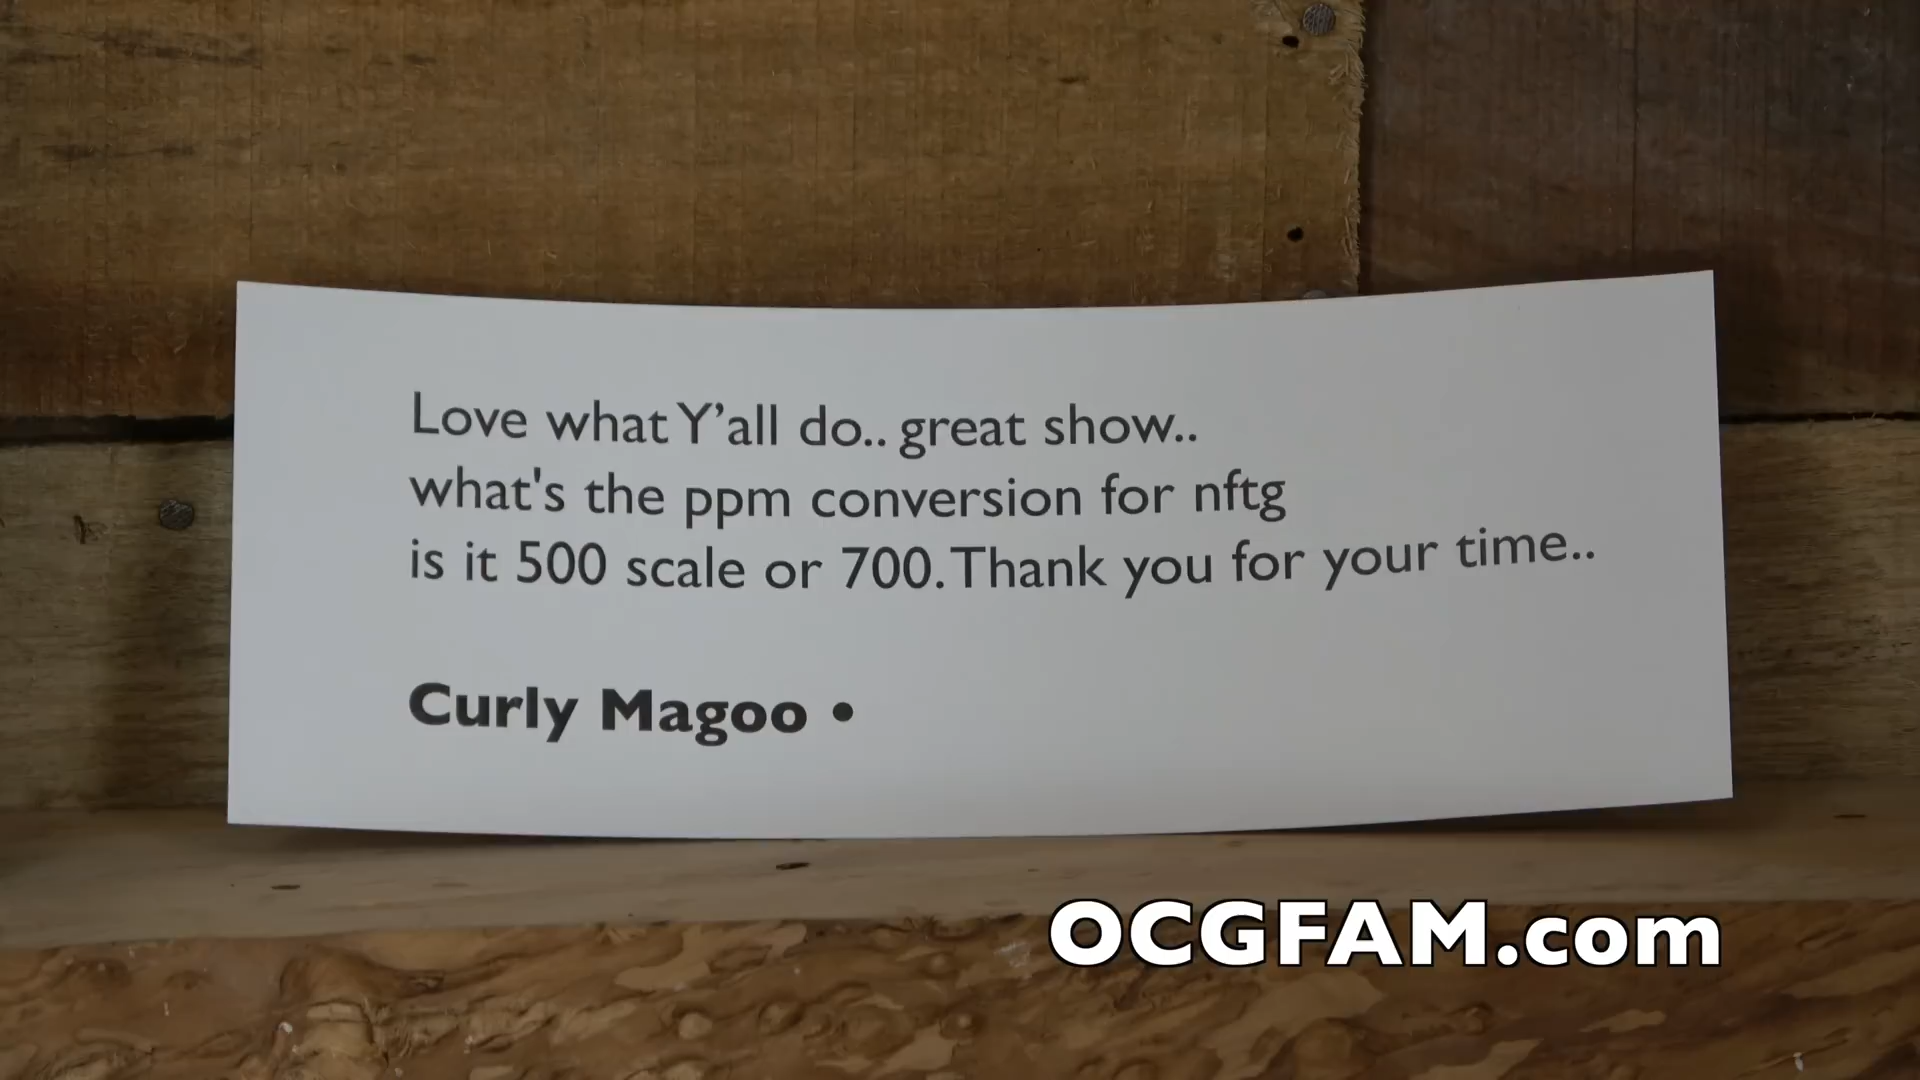 Love what Y'all do.. great show..
what's the ppm conversion for nftg
is it 500 scale or 700. Thank you for your time..
Curly Magoo •
OCGFAM.com